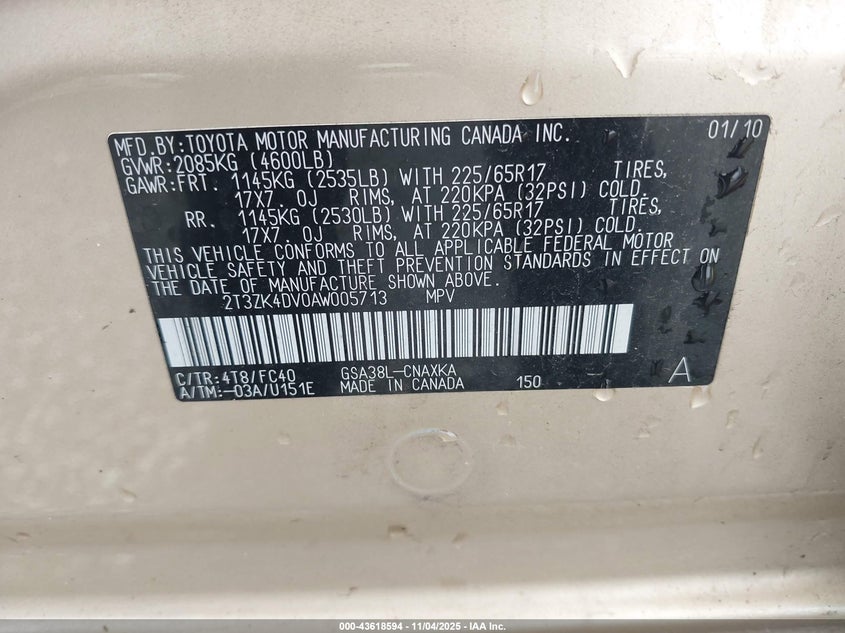 MFD.BY:TOYOTA MOTOR MANUFACTURING CANADA INC. 01/10
GVWR:2085KG (4600LB)
GAWR:FRT. 1145KG (2535LB) WITH 225/65R17 TIRES,
17X7. 0J RIMS, AT 220KPA (32PSI) COLD.
RR. 1145KG (2530LB) WITH 225/65R17 TIRES,
17X7. 0J RIMS, AT 220KPA (32PSI) COLD.
THIS VEHICLE CONFORMS TO ALL APPLICABLE FEDERAL MOTOR
VEHICLE SAFETY AND THEFT PREVENTION STANDARDS IN EFFECT ON
THE DATE OF MANUFACTURE SHOWN ABOVE.
2T3ZK4DV0AW005713 MPV
C/TR:4T8/FC40 GSA38L-CNAXKA
A/TM:-03A/U151E MADE IN CANADA 150 A
000-43618594 - 11/04/2025 - IAA Inc.